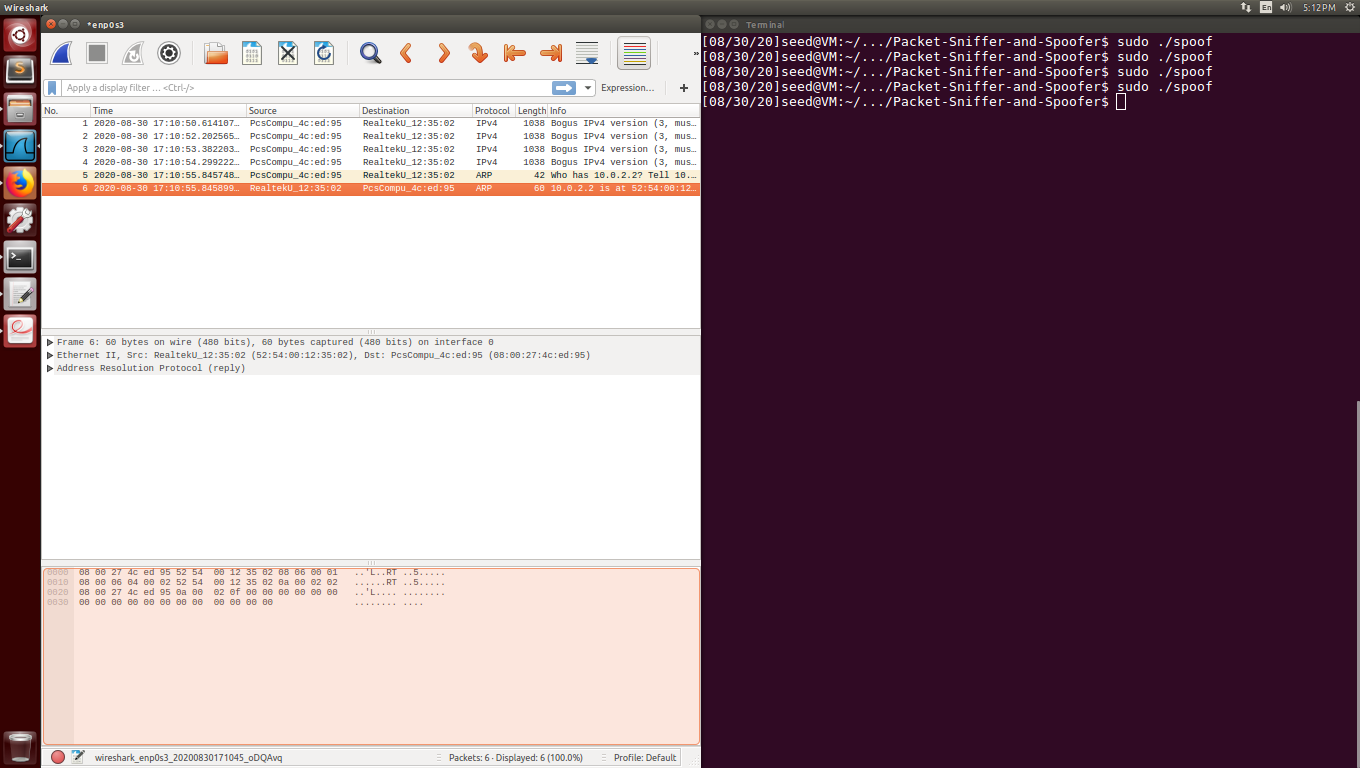 Wireshark
En
5:12PM
*enp0s3
Apply a display filter ... <Ctrl-/>
Expression...
+
No. Time Source Destination Protocol Length Info
1 2020-08-30 17:10:50.614107… PcsCompu_4c:ed:95 RealtekU_12:35:02 IPv4 1038 Bogus IPv4 version (3, mus…
2 2020-08-30 17:10:52.202565… PcsCompu_4c:ed:95 RealtekU_12:35:02 IPv4 1038 Bogus IPv4 version (3, mus…
3 2020-08-30 17:10:53.382203… PcsCompu_4c:ed:95 RealtekU_12:35:02 IPv4 1038 Bogus IPv4 version (3, mus…
4 2020-08-30 17:10:54.299222… PcsCompu_4c:ed:95 RealtekU_12:35:02 IPv4 1038 Bogus IPv4 version (3, mus…
5 2020-08-30 17:10:55.845748… PcsCompu_4c:ed:95 RealtekU_12:35:02 ARP 42 Who has 10.0.2.2? Tell 10.…
6 2020-08-30 17:10:55.845899… RealtekU_12:35:02 PcsCompu_4c:ed:95 ARP 60 10.0.2.2 is at 52:54:00:12…
Frame 6: 60 bytes on wire (480 bits), 60 bytes captured (480 bits) on interface 0
Ethernet II, Src: RealtekU_12:35:02 (52:54:00:12:35:02), Dst: PcsCompu_4c:ed:95 (08:00:27:4c:ed:95)
Address Resolution Protocol (reply)
0000 08 00 27 4c ed 95 52 54 00 12 35 02 08 06 00 01 ..'L..RT ..5.....
0010 08 00 06 04 00 02 52 54 00 12 35 02 0a 00 02 02 ......RT ..5.....
0020 08 00 27 4c ed 95 0a 00 02 0f 00 00 00 00 00 00 ..'L.... ........
0030 00 00 00 00 00 00 00 00 00 00 00 00 ........ ....
wireshark_enp0s3_20200830171045_oDQAvq
Packets: 6 · Displayed: 6 (100.0%)
Profile: Default
Terminal
[08/30/20]seed@VM:~/.../Packet-Sniffer-and-Spoofer$ sudo ./spoof
[08/30/20]seed@VM:~/.../Packet-Sniffer-and-Spoofer$ sudo ./spoof
[08/30/20]seed@VM:~/.../Packet-Sniffer-and-Spoofer$ sudo ./spoof
[08/30/20]seed@VM:~/.../Packet-Sniffer-and-Spoofer$ sudo ./spoof
[08/30/20]seed@VM:~/.../Packet-Sniffer-and-Spoofer$